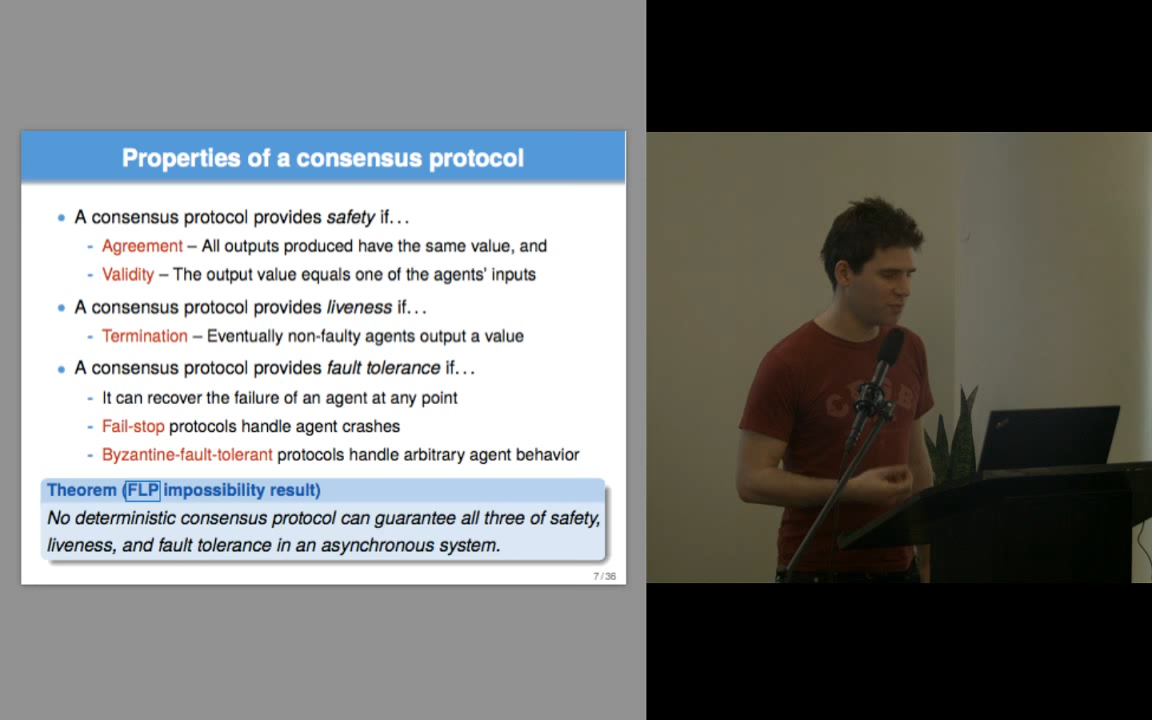 Properties of a consensus protocol
• A consensus protocol provides safety if…
- Agreement – All outputs produced have the same value, and
- Validity – The output value equals one of the agents' inputs
• A consensus protocol provides liveness if…
- Termination – Eventually non-faulty agents output a value
• A consensus protocol provides fault tolerance if…
- It can recover the failure of an agent at any point
- Fail-stop protocols handle agent crashes
- Byzantine-fault-tolerant protocols handle arbitrary agent behavior
Theorem (FLP impossibility result)
No deterministic consensus protocol can guarantee all three of safety,
liveness, and fault tolerance in an asynchronous system.
7 / 36